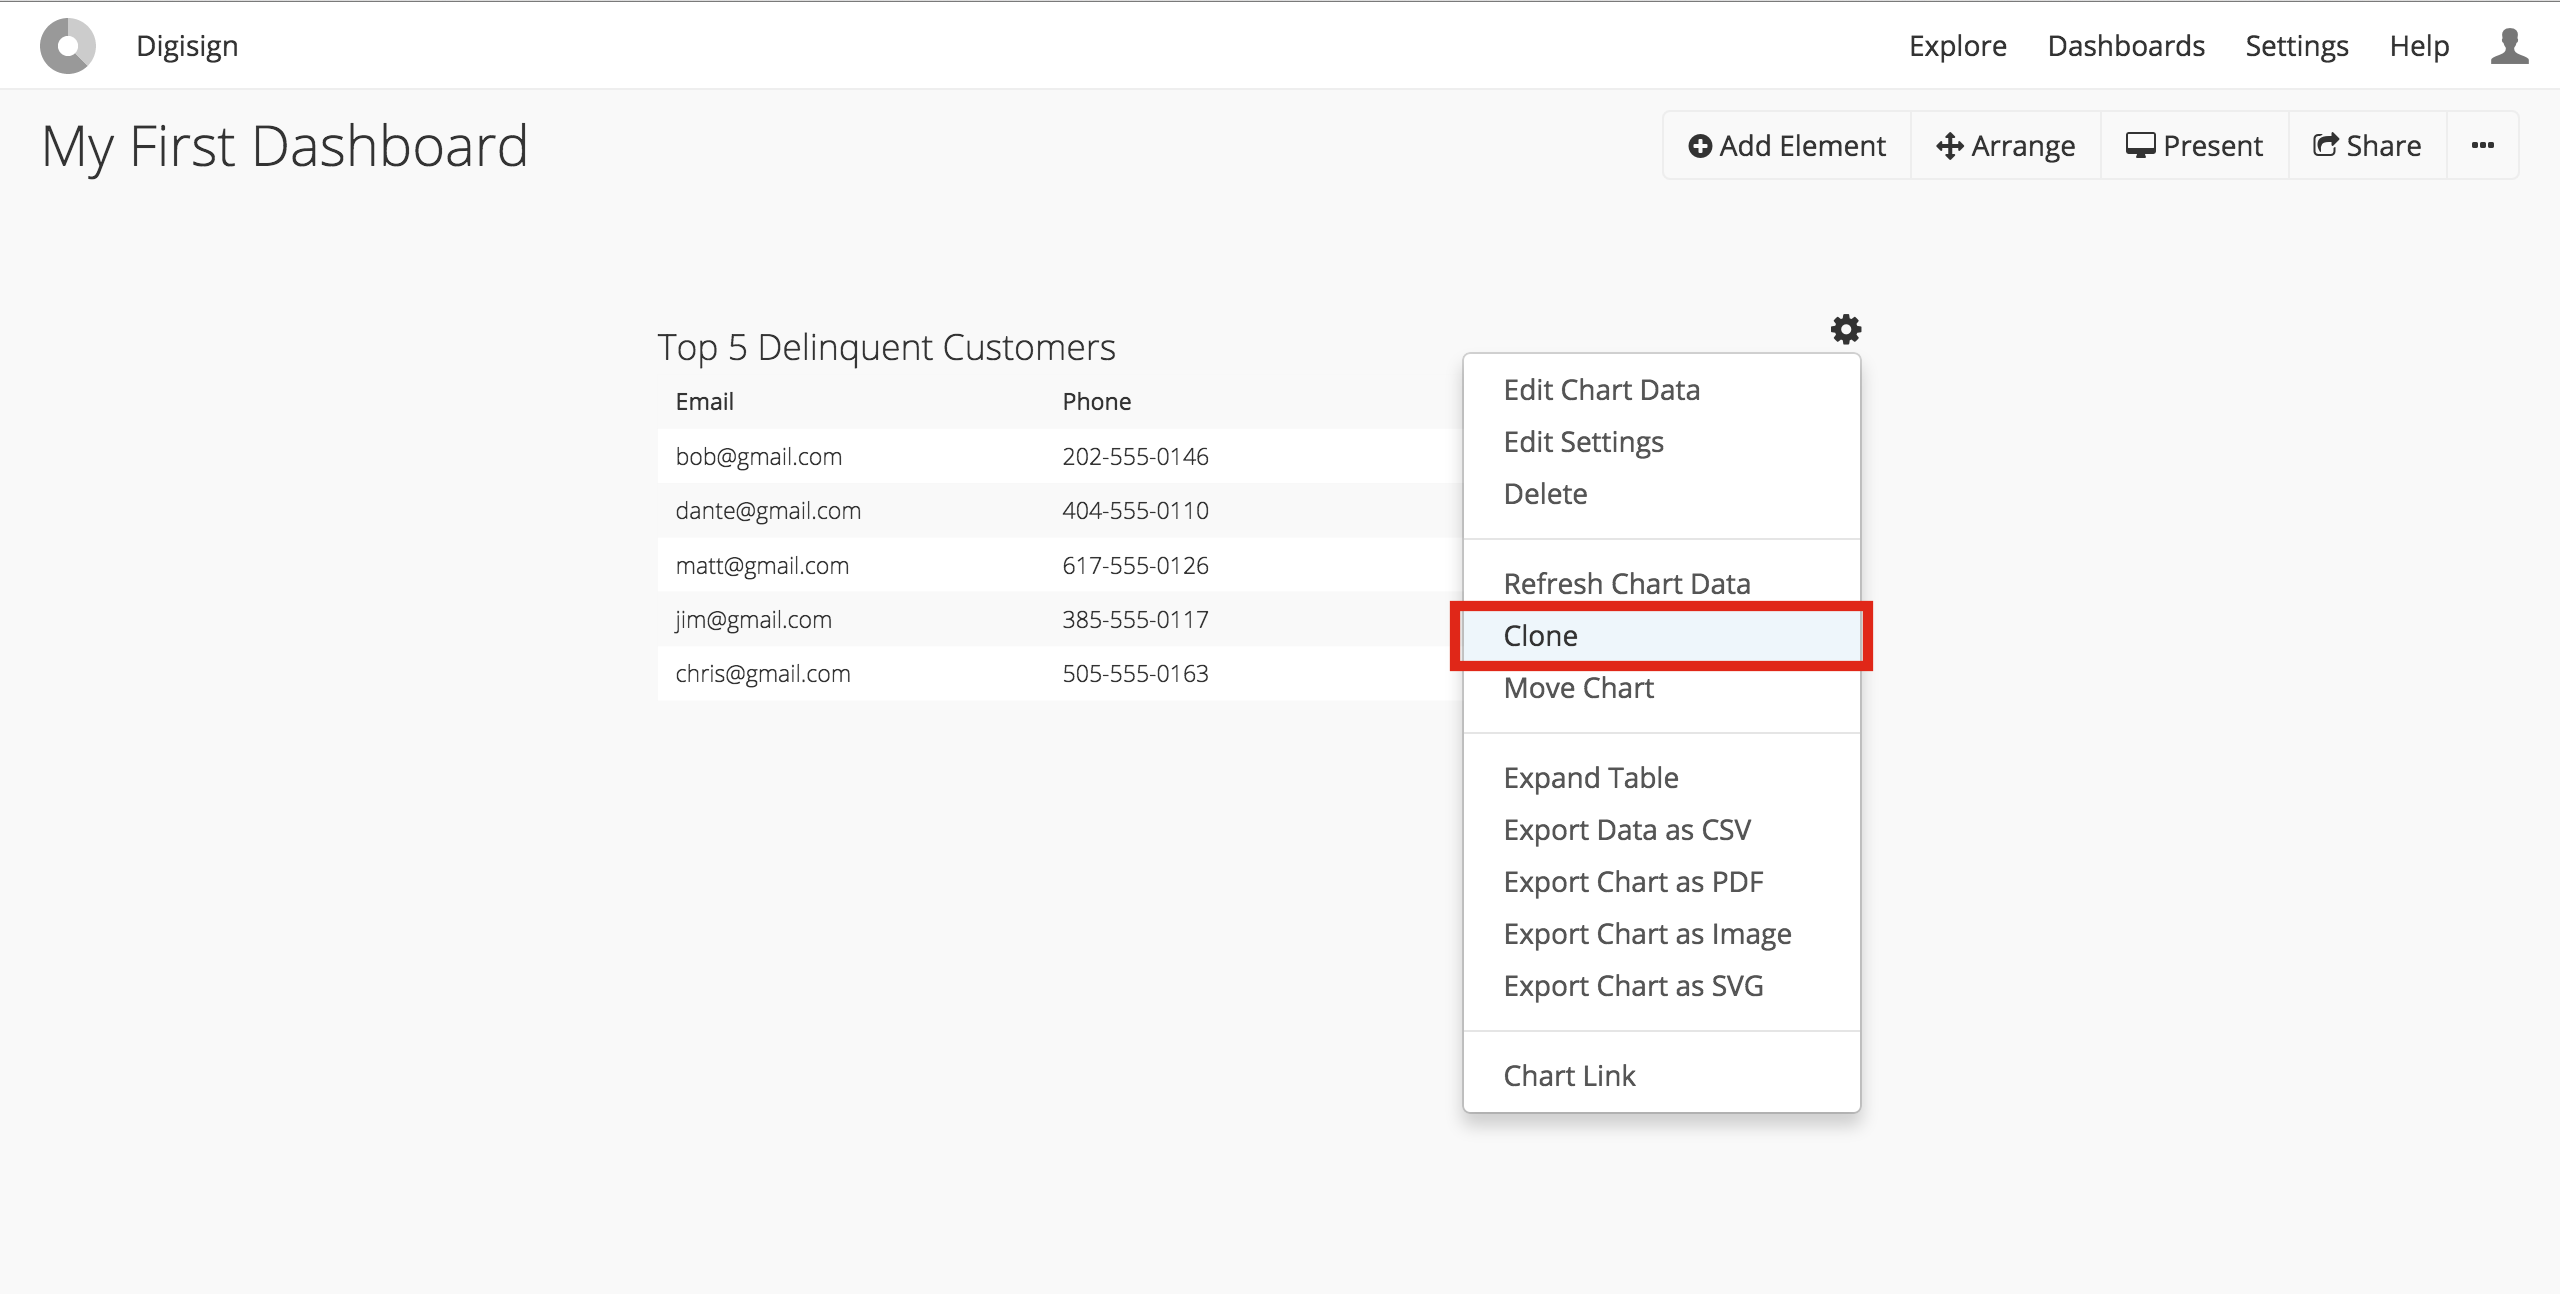 Digisign Explore Dashboards Settings Help
My First Dashboard Add Element Arrange Present Share
Top 5 Delinquent Customers
Email Phone
bob@gmail.com 202-555-0146
dante@gmail.com 404-555-0110
matt@gmail.com 617-555-0126
jim@gmail.com 385-555-0117
chris@gmail.com 505-555-0163
Edit Chart Data
Edit Settings
Delete
Refresh Chart Data
Clone
Move Chart
Expand Table
Export Data as CSV
Export Chart as PDF
Export Chart as Image
Export Chart as SVG
Chart Link